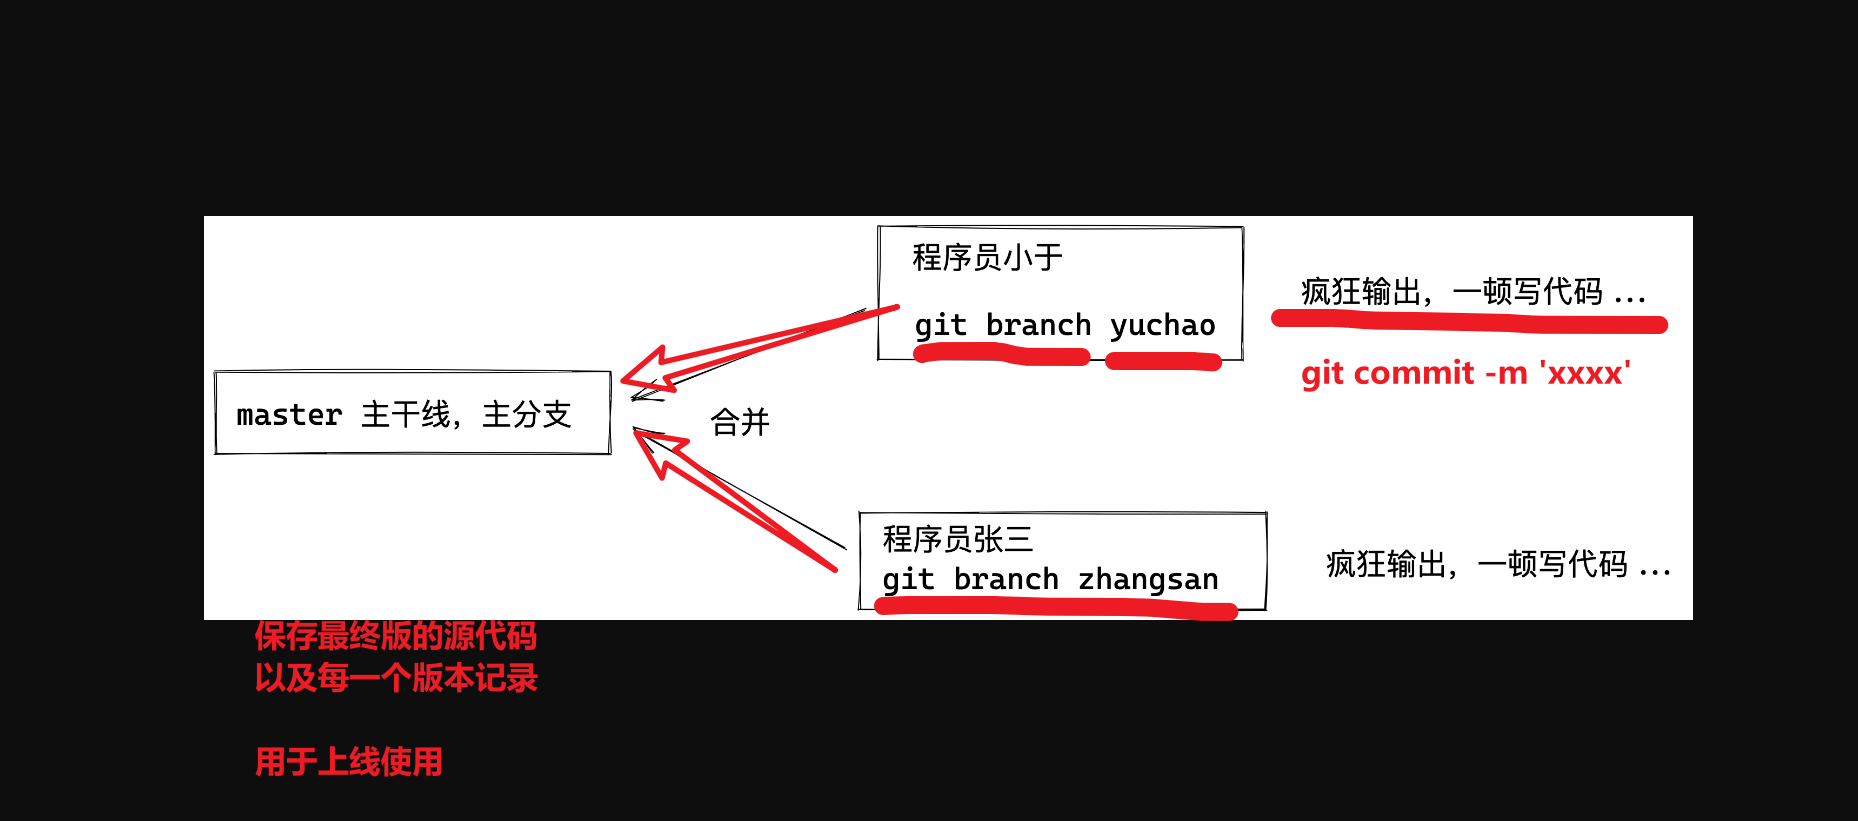 程序员小于
git branch yuchao
疯狂输出，一顿写代码 ...
git commit -m 'xxxx'
master 主干线，主分支
合并
程序员张三
git branch zhangsan
疯狂输出，一顿写代码 ...
保存最终版的源代码
以及每一个版本记录
用于上线使用